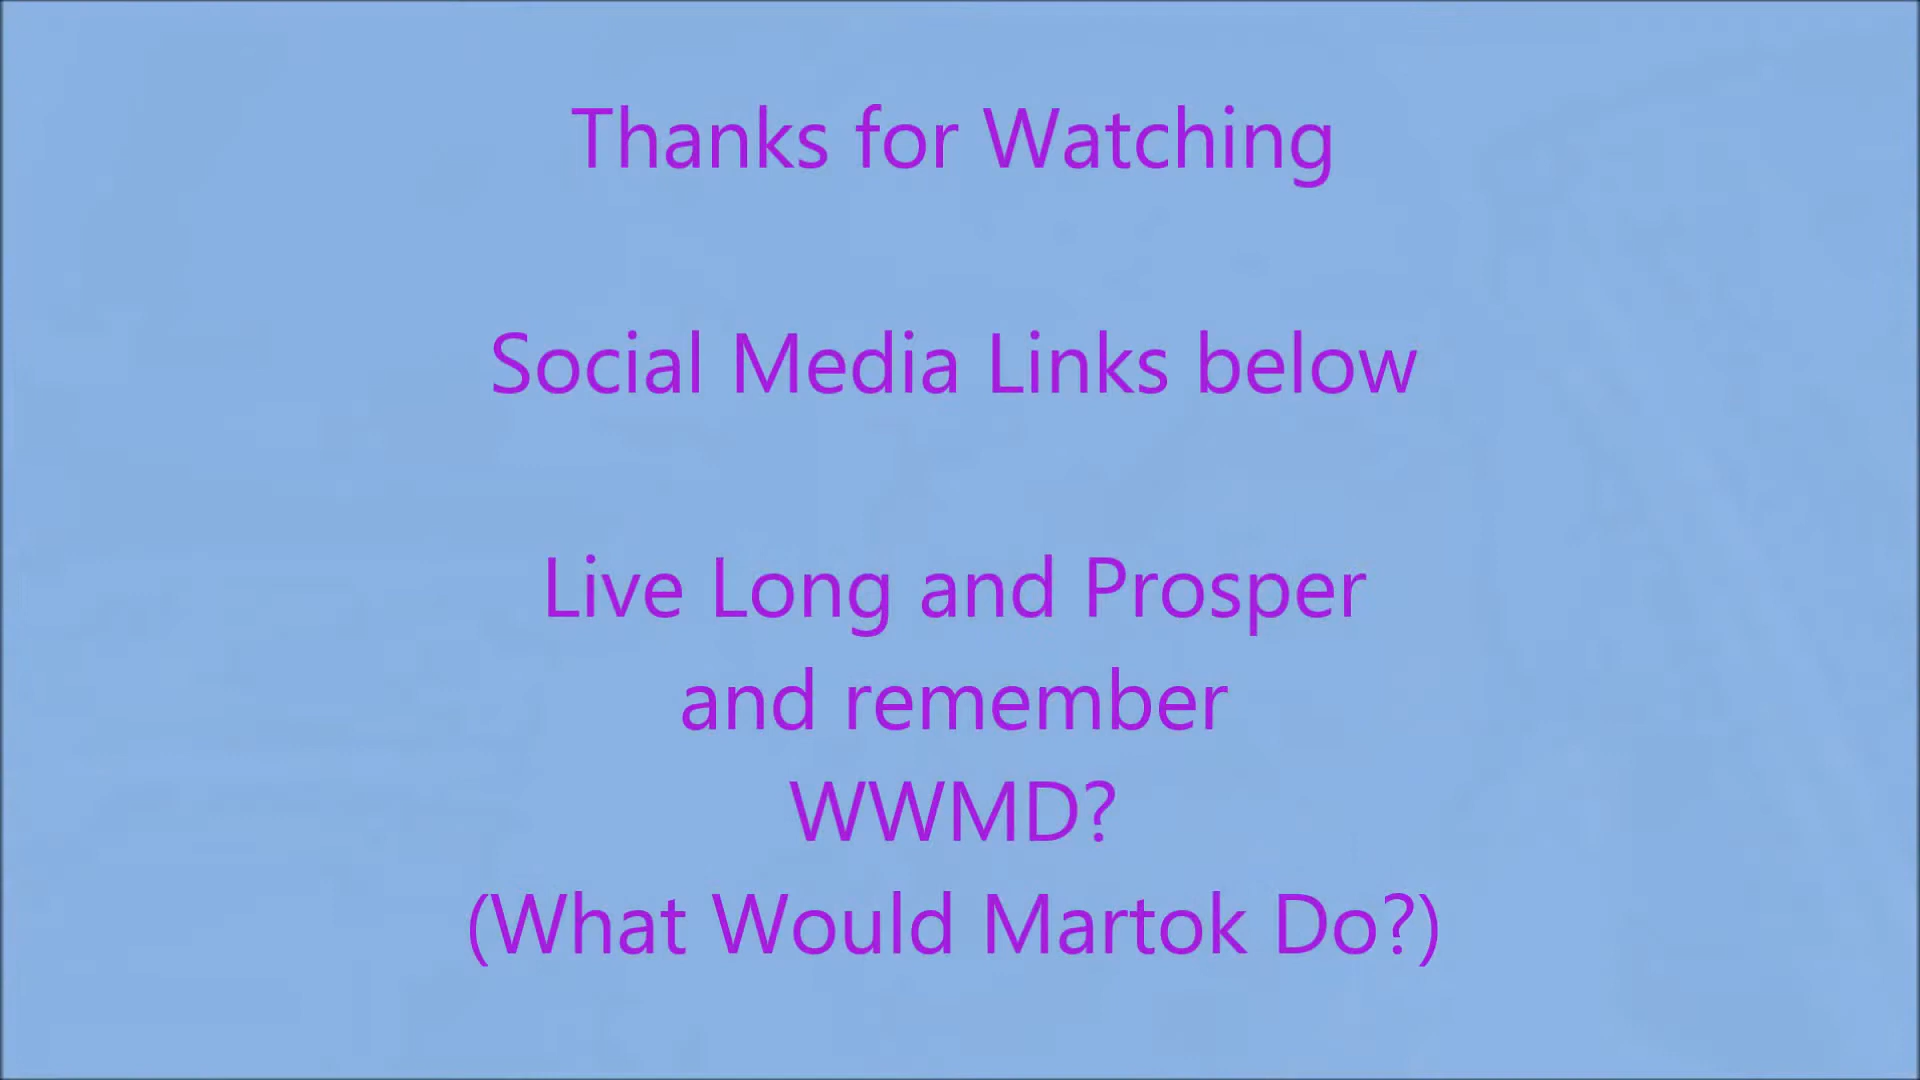 Thanks for Watching
Social Media Links below
Live Long and Prosper
and remember
WWMD?
(What Would Martok Do?)